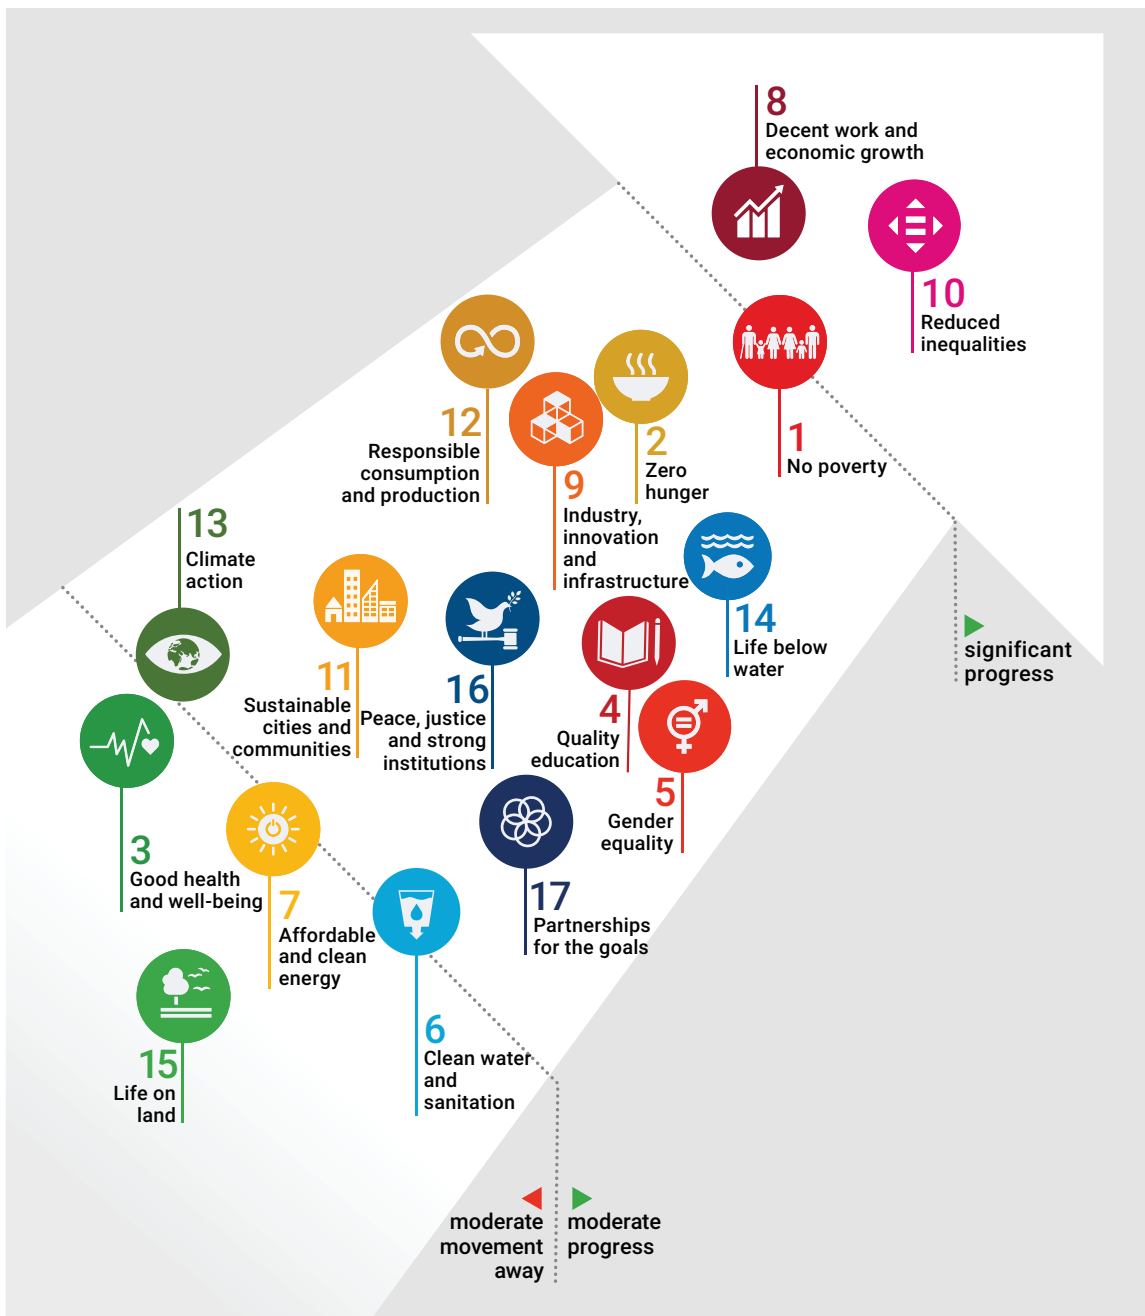 8
Decent work and
economic growth
10
Reduced
inequalities
1
No poverty
2
Zero
hunger
12
Responsible
consumption
and production
9
Industry,
innovation
and
infrastructure
13
Climate
action
14
Life below
water
significant
progress
11
Sustainable
cities and
communities
16
Peace, justice
and strong
institutions
4
Quality
education
5
Gender
equality
3
Good health
and well-being
7
Affordable
and clean
energy
17
Partnerships
for the goals
6
Clean water
and
sanitation
15
Life on
land
moderate
movement
away
moderate
progress